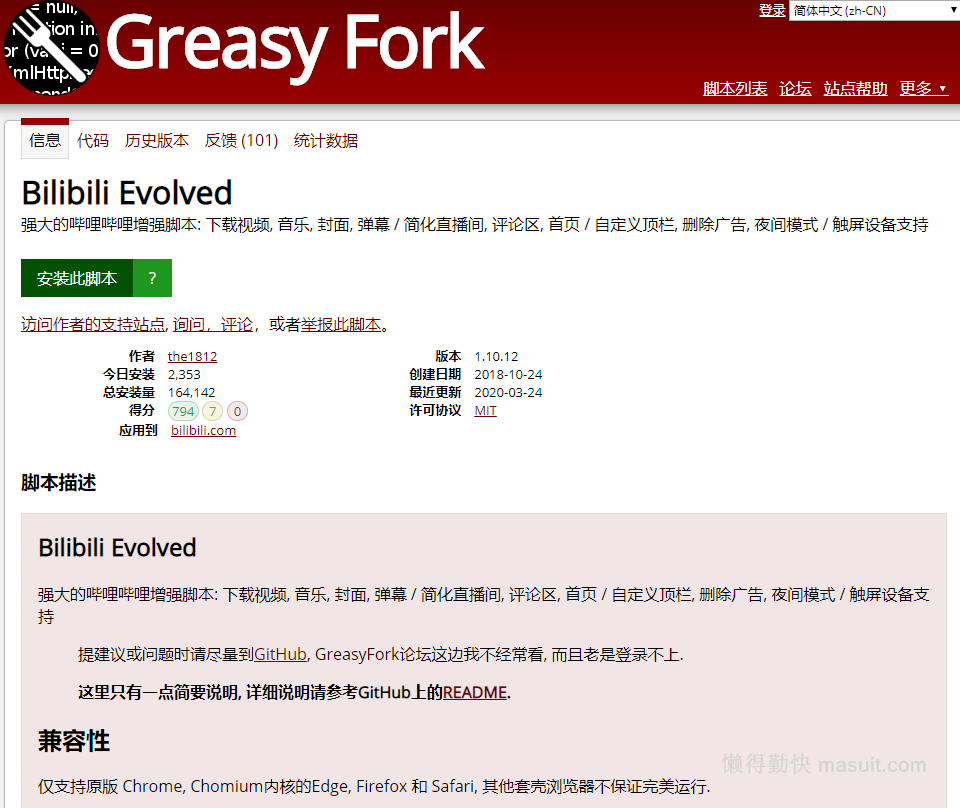 = null,
tion in
or (var i = 0
XmlHttp
Greasy Fork
登录 简体中文 (zh-CN)
脚本列表 论坛 站点帮助 更多
信息 代码 历史版本 反馈 (101) 统计数据
Bilibili Evolved
强大的哔哩哔哩增强脚本: 下载视频, 音乐, 封面, 弹幕 / 简化直播间, 评论区, 首页 / 自定义顶栏, 删除广告, 夜间模式 / 触屏设备支持
安装此脚本 ?
访问作者的支持站点, 询问，评论，或者举报此脚本。
作者 the1812 版本 1.10.12
今日安装 2,353 创建日期 2018-10-24
总安装量 164,142 最近更新 2020-03-24
得分 794 7 0 许可协议 MIT
应用到 bilibili.com
脚本描述
Bilibili Evolved
强大的哔哩哔哩增强脚本: 下载视频, 音乐, 封面, 弹幕 / 简化直播间, 评论区, 首页 / 自定义顶栏, 删除广告, 夜间模式 / 触屏设备支
持
提建议或问题时请尽量到GitHub, GreasyFork论坛这边我不经常看, 而且老是登录不上.
这里只有一点简要说明, 详细说明请参考GitHub上的README.
兼容性
仅支持原版 Chrome, Chomium内核的Edge, Firefox 和 Safari, 其他套壳浏览器不保证完美运行.
懒得勤快 masuit.com